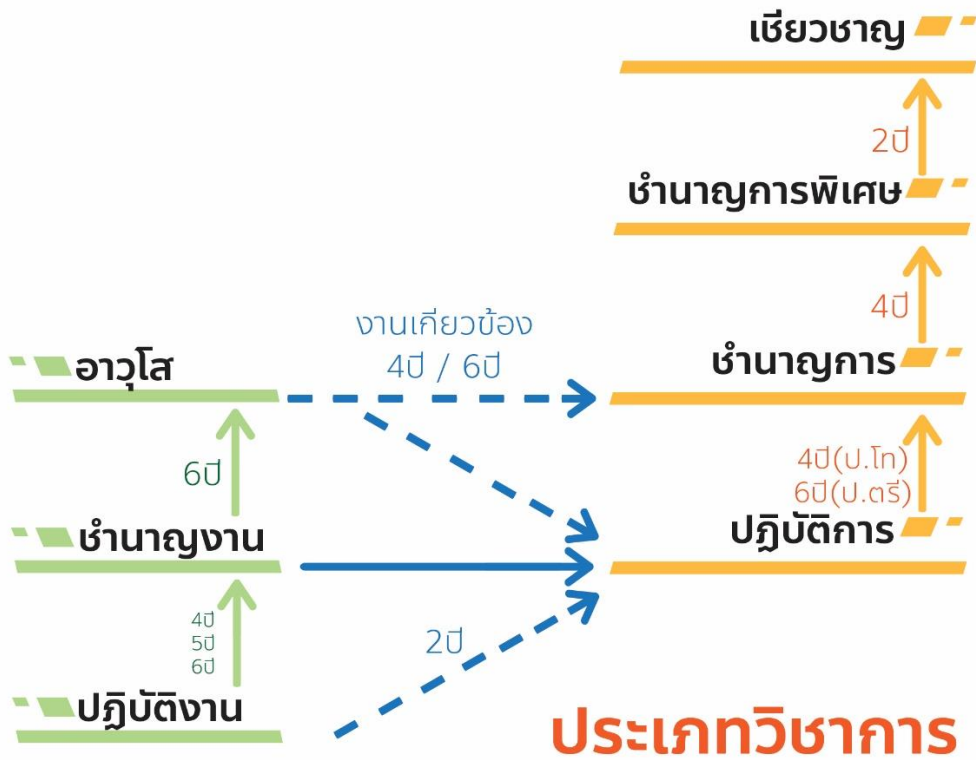 เชียวชาญ
2ปี
ชำนาญการพิเศษ
4ปี
งานเกียวข้อง
4ปี / 6ปี
อาวุโส
ชำนาญการ
6ปี
4ปี(ป.โท)
6ปี(ป.ตรี)
ชำนาญงาน
ปฏิบัติการ
4ปี
5ปี
6ปี
2ปี
ปฏิบัติงาน
ประเภทวิชาการ